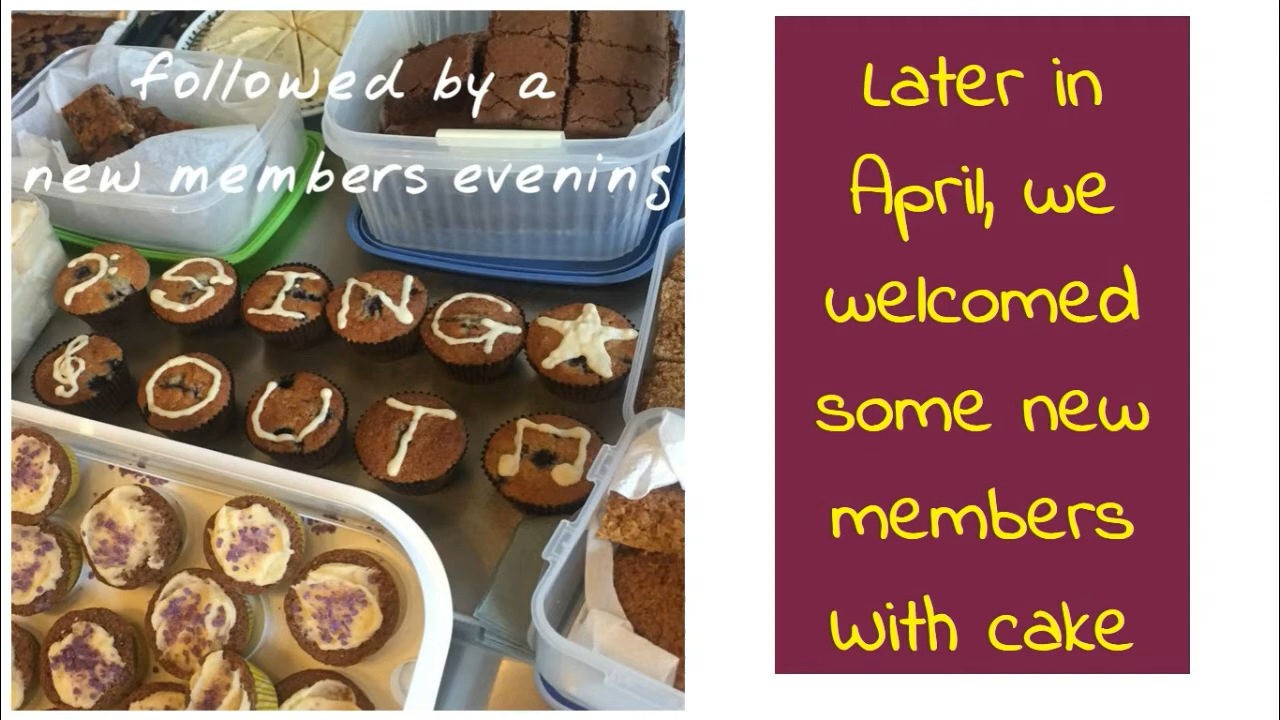 followed by a
new members evening
SING
OUT
Later in
April, we
welcomed
some new
members
with cake